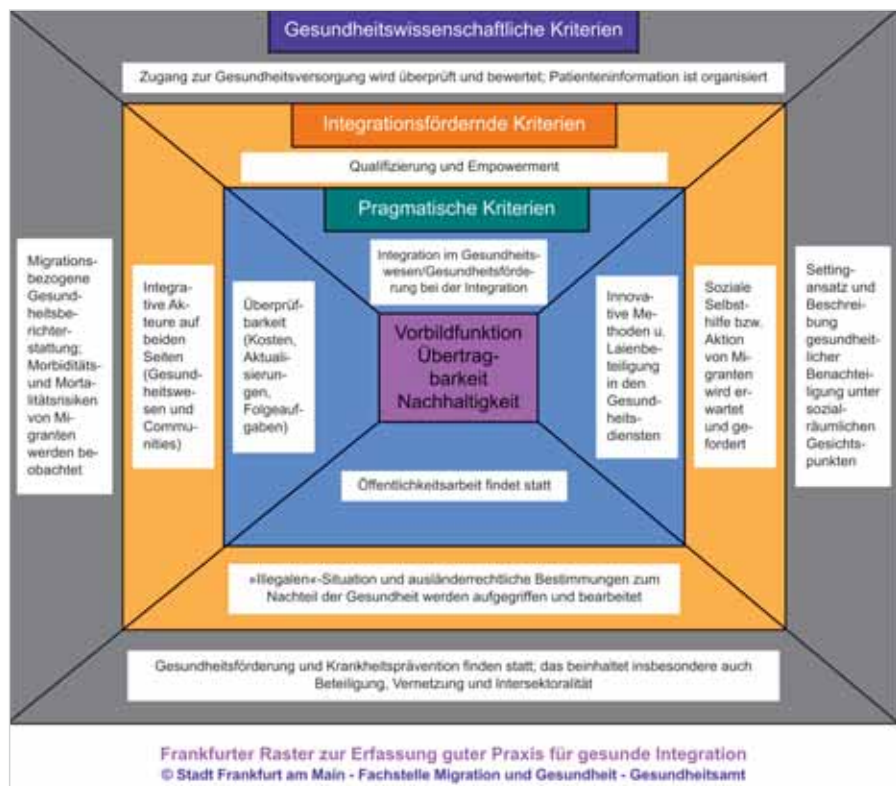 Gesundheitswissenschaftliche Kriterien
Zugang zur Gesundheitsversorgung wird überprüft und bewertet; Patienteninformation ist organisiert
Integrationsfördernde Kriterien
Qualifizierung und Empowerment
Pragmatische Kriterien
Integration im Gesundheits-
wesen/Gesundheitsförde-
rung bei der Integration
Migrations-
bezogene
Gesund-
heitsbe-
richter-
stattung;
Morbiditäts-
und Morta-
litätsrisiken
von Mi-
granten
werden be-
obachtet
Integra-
tive Ak-
teure auf
beiden
Seiten
(Gesund-
heitswe-
sen und
Commu-
nities)
Überprüf-
barkeit
(Kosten,
Aktuali-
sierun-
gen,
Folgeauf-
gaben)
Vorbildfunktion
Übertrag-
barkeit
Nachhaltigkeit
Innova-
tive Me-
thoden u.
Laienbe-
teiligung
in den
Gesund-
heits-
diensten
Soziale
Selbst-
hilfe bzw.
Aktion
von Mi-
granten
wird er-
wartet
und ge-
fordert
Setting-
ansatz und
Beschrei-
bung
gesundheit-
licher
Benachtei-
ligung unter
sozial-
räumlichen
Gesichts-
punkten
Öffentlichkeitsarbeit findet statt
»Illegalen«-Situation und ausländerrechtliche Bestimmungen zum
Nachteil der Gesundheit werden aufgegriffen und bearbeitet
Gesundheitsförderung und Krankheitsprävention finden statt; das beinhaltet insbesondere auch
Beteiligung, Vernetzung und Intersektoralität
Frankfurter Raster zur Erfassung guter Praxis für gesunde Integration
© Stadt Frankfurt am Main - Fachstelle Migration und Gesundheit - Gesundheitsamt